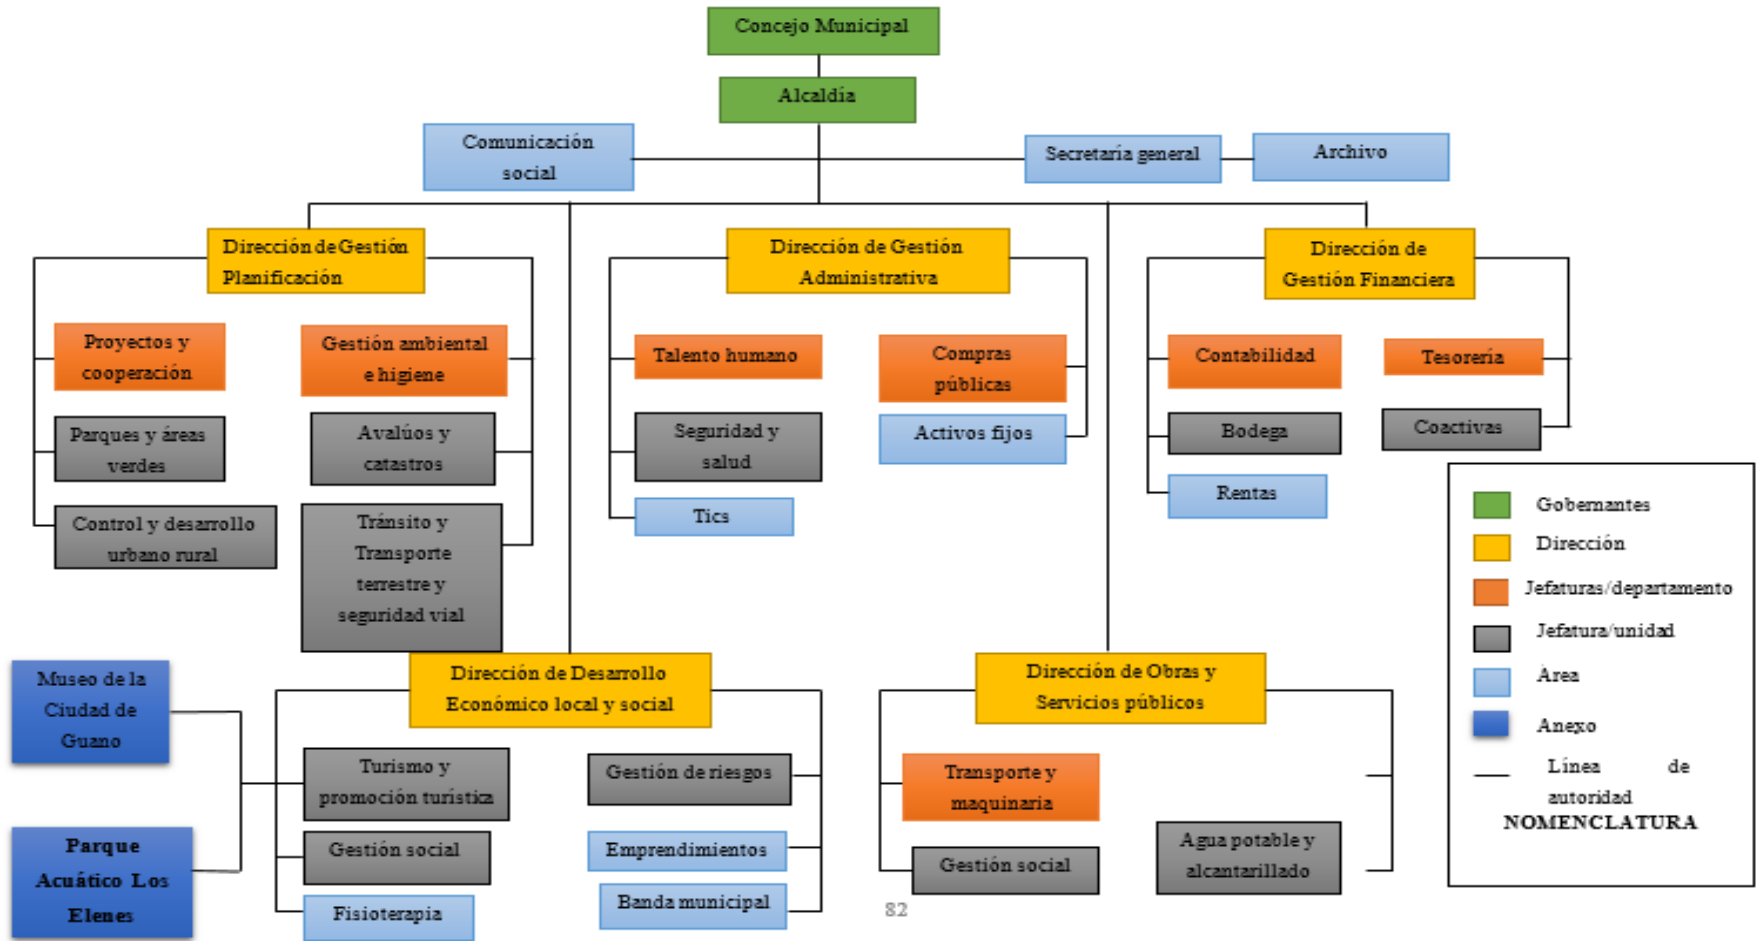 Concejo Municipal
Alcaldía
Comunicación
social
Secretaría general
Archivo
Dirección de Gestión
Planificación
Dirección de Gestión
Administrativa
Dirección de
Gestión Financiera
Proyectos y
cooperación
Gestión ambiental
e higiene
Talento humano
Compras
públicas
Contabilidad
Tesorería
Parques y áreas
verdes
Avalúos y
catastros
Seguridad y
salud
Activos fijos
Bodega
Coactivas
Control y desarrollo
urbano rural
Tránsito y
Transporte
terrestre y
seguridad vial
Tics
Rentas
Museo de la
Ciudad de
Guano
Dirección de Desarrollo
Económico local y social
Dirección de Obras y
Servicios públicos
Turismo y
promoción turística
Gestión de riesgos
Transporte y
maquinaria
Parque
Acuático Los
Elenes
Gestión social
Emprendimientos
Gestión social
Agua potable y
alcantarillado
Fisioterapia
Banda municipal
82
Gobernantes
Dirección
Jefaturas/departamento
Jefatura/unidad
Área
Anexo
Línea de
autoridad
NOMENCLATURA